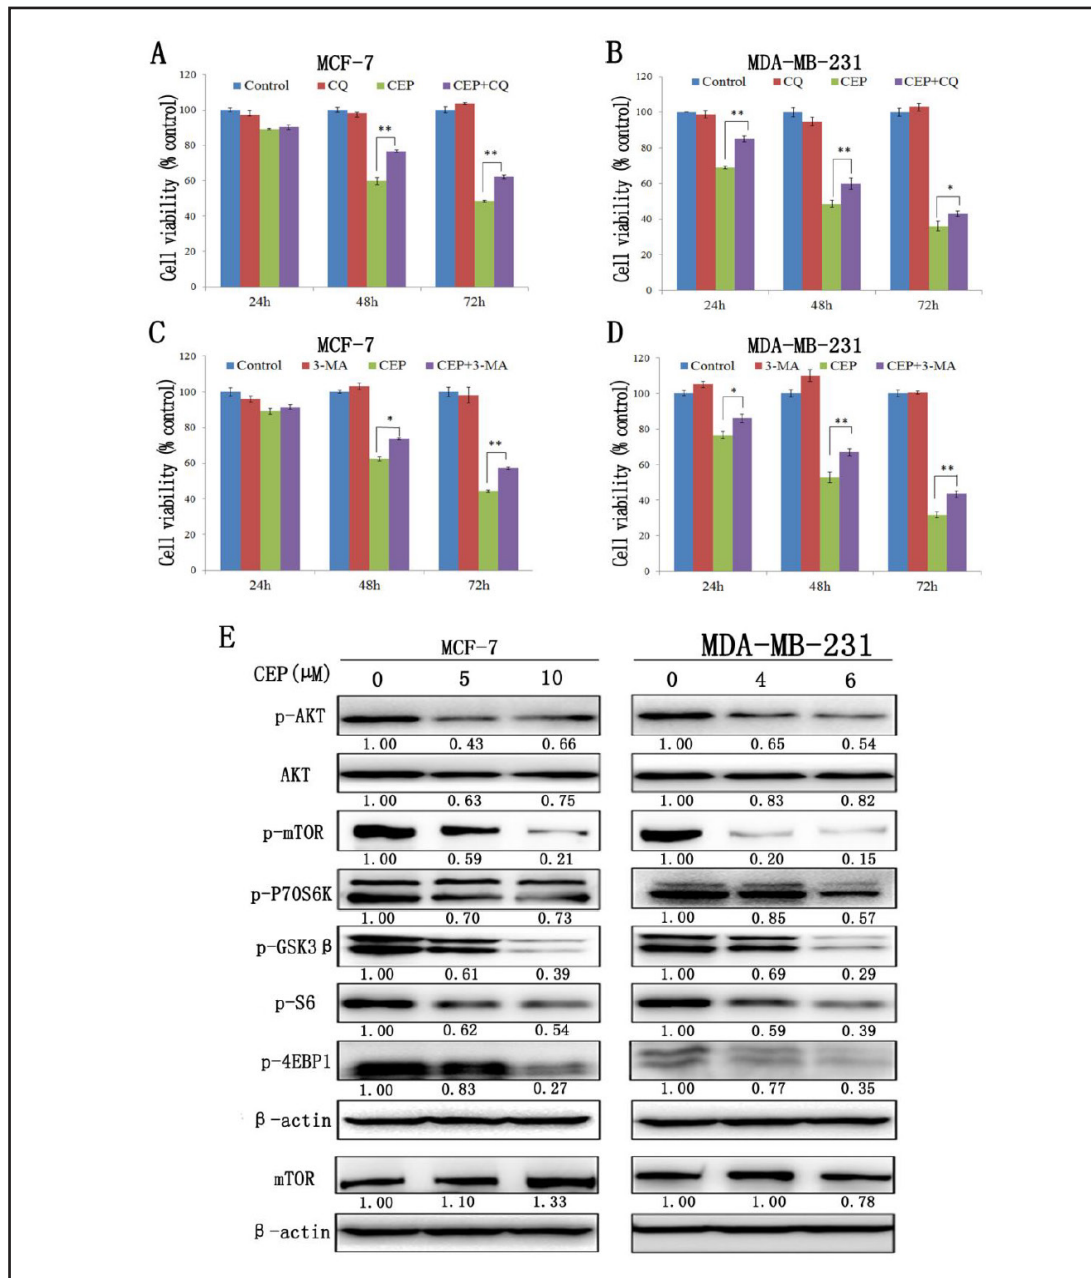 A
MCF-7
Control CQ CEP CEP+CQ
Cell viability (% control)
120
100
80
60
40
20
0
** **
24h 48h 72h
B
MDA-MB-231
Control CQ CEP CEP+CQ
Cell viability (% control)
120
100
80
60
40
20
0
** ** *
24h 48h 72h
C
MCF-7
Control 3-MA CEP CEP+3-MA
Cell viability (% control)
120
100
80
60
40
20
0
* **
24h 48h 72h
D
MDA-MB-231
Control 3-MA CEP CEP+3-MA
Cell viability (% control)
120
100
80
60
40
20
0
* ** **
24h 48h 72h
E
MCF-7 MDA-MB-231
CEP(μM) 0 5 10 0 4 6
p-AKT
1.00 0.43 0.66 1.00 0.65 0.54
AKT
1.00 0.63 0.75 1.00 0.83 0.82
p-mTOR
1.00 0.59 0.21 1.00 0.20 0.15
p-P70S6K
1.00 0.70 0.73 1.00 0.85 0.57
p-GSK3β
1.00 0.61 0.39 1.00 0.69 0.29
p-S6
1.00 0.62 0.54 1.00 0.59 0.39
p-4EBP1
1.00 0.83 0.27 1.00 0.77 0.35
β-actin
mTOR
1.00 1.10 1.33 1.00 1.00 0.78
β-actin